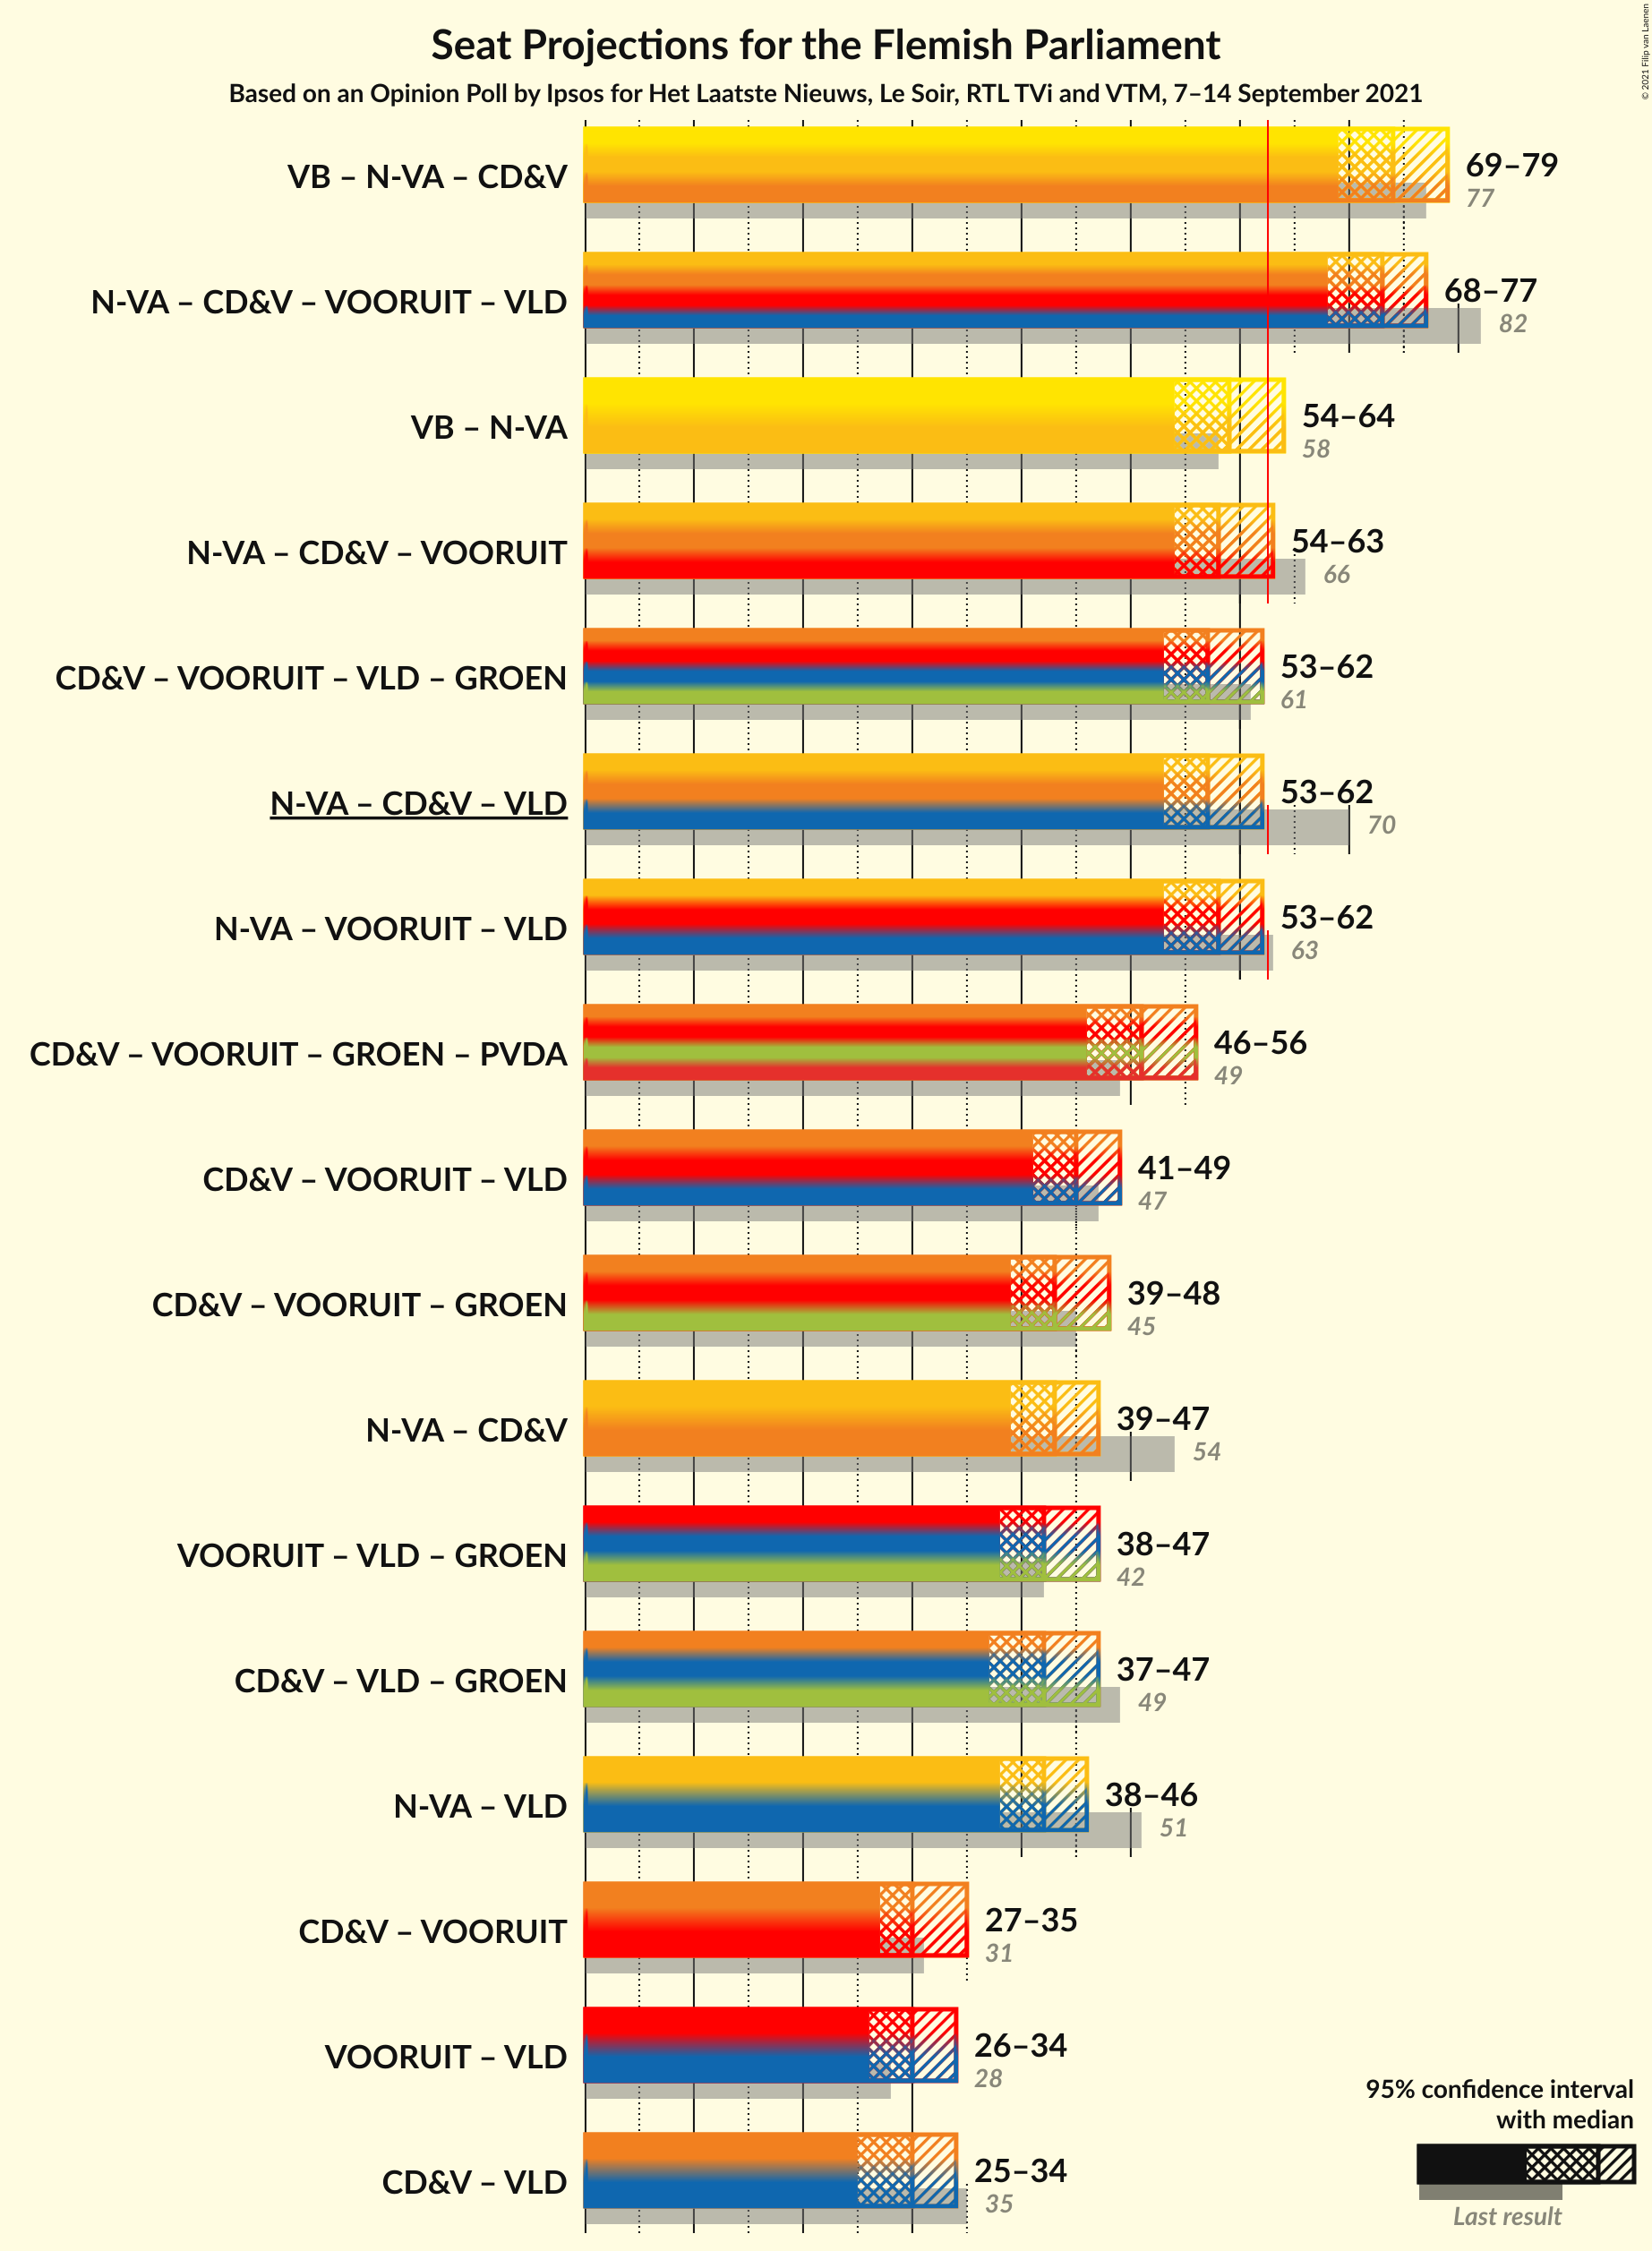 Seat Projections for the Flemish Parliament
Based on an Opinion Poll by Ipsos for Het Laatste Nieuws, Le Soir, RTL TVi and VTM, 7–14 September 2021
© 2021 Filip van Laenen
VB – N-VA – CD&V
69–79
77
N-VA – CD&V – VOORUIT – VLD
68–77
82
VB – N-VA
54–64
58
N-VA – CD&V – VOORUIT
54–63
66
CD&V – VOORUIT – VLD – GROEN
53–62
61
N-VA – CD&V – VLD
53–62
70
N-VA – VOORUIT – VLD
53–62
63
CD&V – VOORUIT – GROEN – PVDA
46–56
49
CD&V – VOORUIT – VLD
41–49
47
CD&V – VOORUIT – GROEN
39–48
45
N-VA – CD&V
39–47
54
VOORUIT – VLD – GROEN
38–47
42
CD&V – VLD – GROEN
37–47
49
N-VA – VLD
38–46
51
CD&V – VOORUIT
27–35
31
VOORUIT – VLD
26–34
28
CD&V – VLD
25–34
35
95% confidence interval
with median
Last result